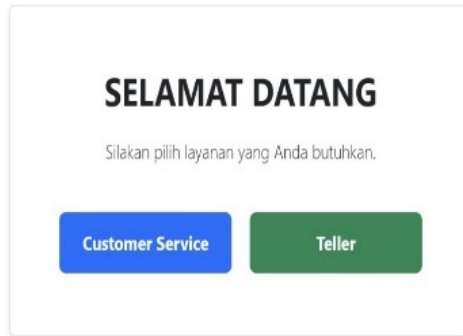 SELAMAT DATANG
Silakan pilih layanan yang Anda butuhkan.
Customer Service
Teller